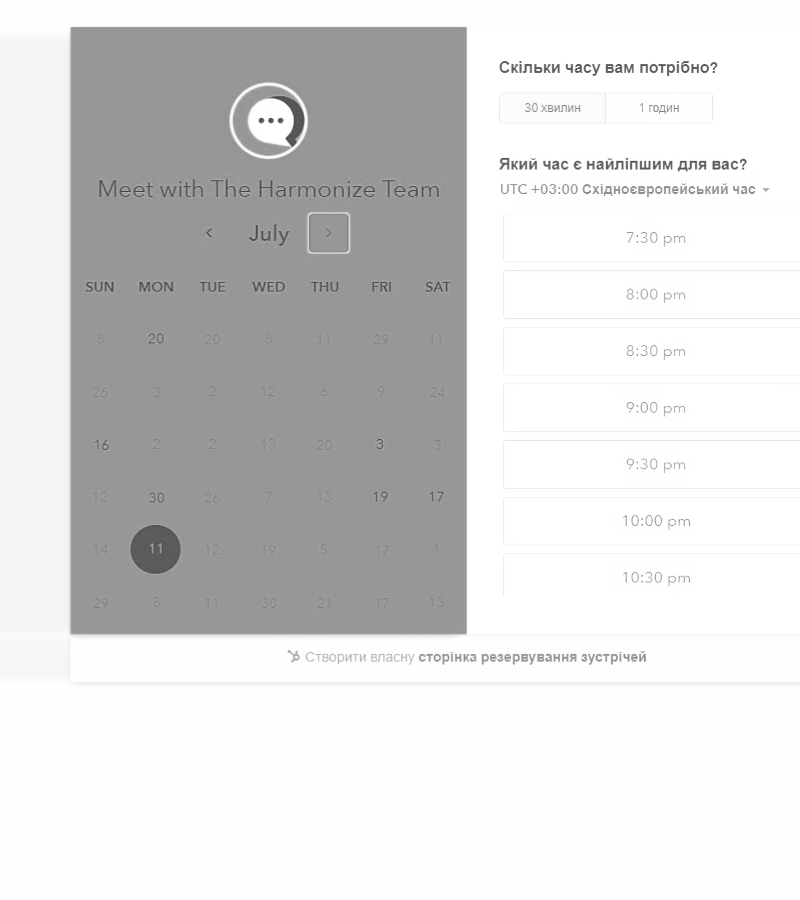 Meet with The Harmonize Team
July
SUN MON TUE WED THU FRI SAT
8 20 20 8 11 29 11
26 3 2 12 6 9 24
16 2 2 13 20 3 3
12 30 26 7 13 19 17
14 11 12 19 5 17 1
29 8 11 30 21 17 13
Скільки часу вам потрібно?
30 хвилин 1 годин
Який час є найліпшим для вас?
UTC +03:00 Східноєвропейський час
7:30 pm
8:00 pm
8:30 pm
9:00 pm
9:30 pm
10:00 pm
10:30 pm
Створити власну сторінка резервування зустрічей